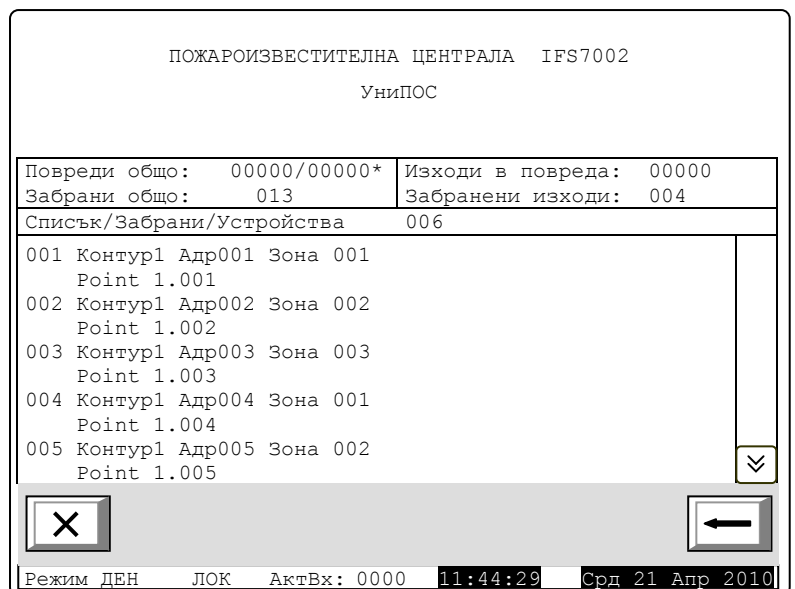 ПОЖАРОИЗВЕСТИТЕЛНА ЦЕНТРАЛА IFS7002
УниПОС
Повреди общо: 00000/00000* Изходи в повреда: 00000
Забрани общо: 013 Забранени изходи: 004
Списък/Забрани/Устройства 006
001 Контур1 Адр001 Зона 001
Point 1.001
002 Контур1 Адр002 Зона 002
Point 1.002
003 Контур1 Адр003 Зона 003
Point 1.003
004 Контур1 Адр004 Зона 001
Point 1.004
005 Контур1 Адр005 Зона 002
Point 1.005
Режим ДЕН ЛОК АктВх: 0000 11:44:29 Срд 21 Апр 2010